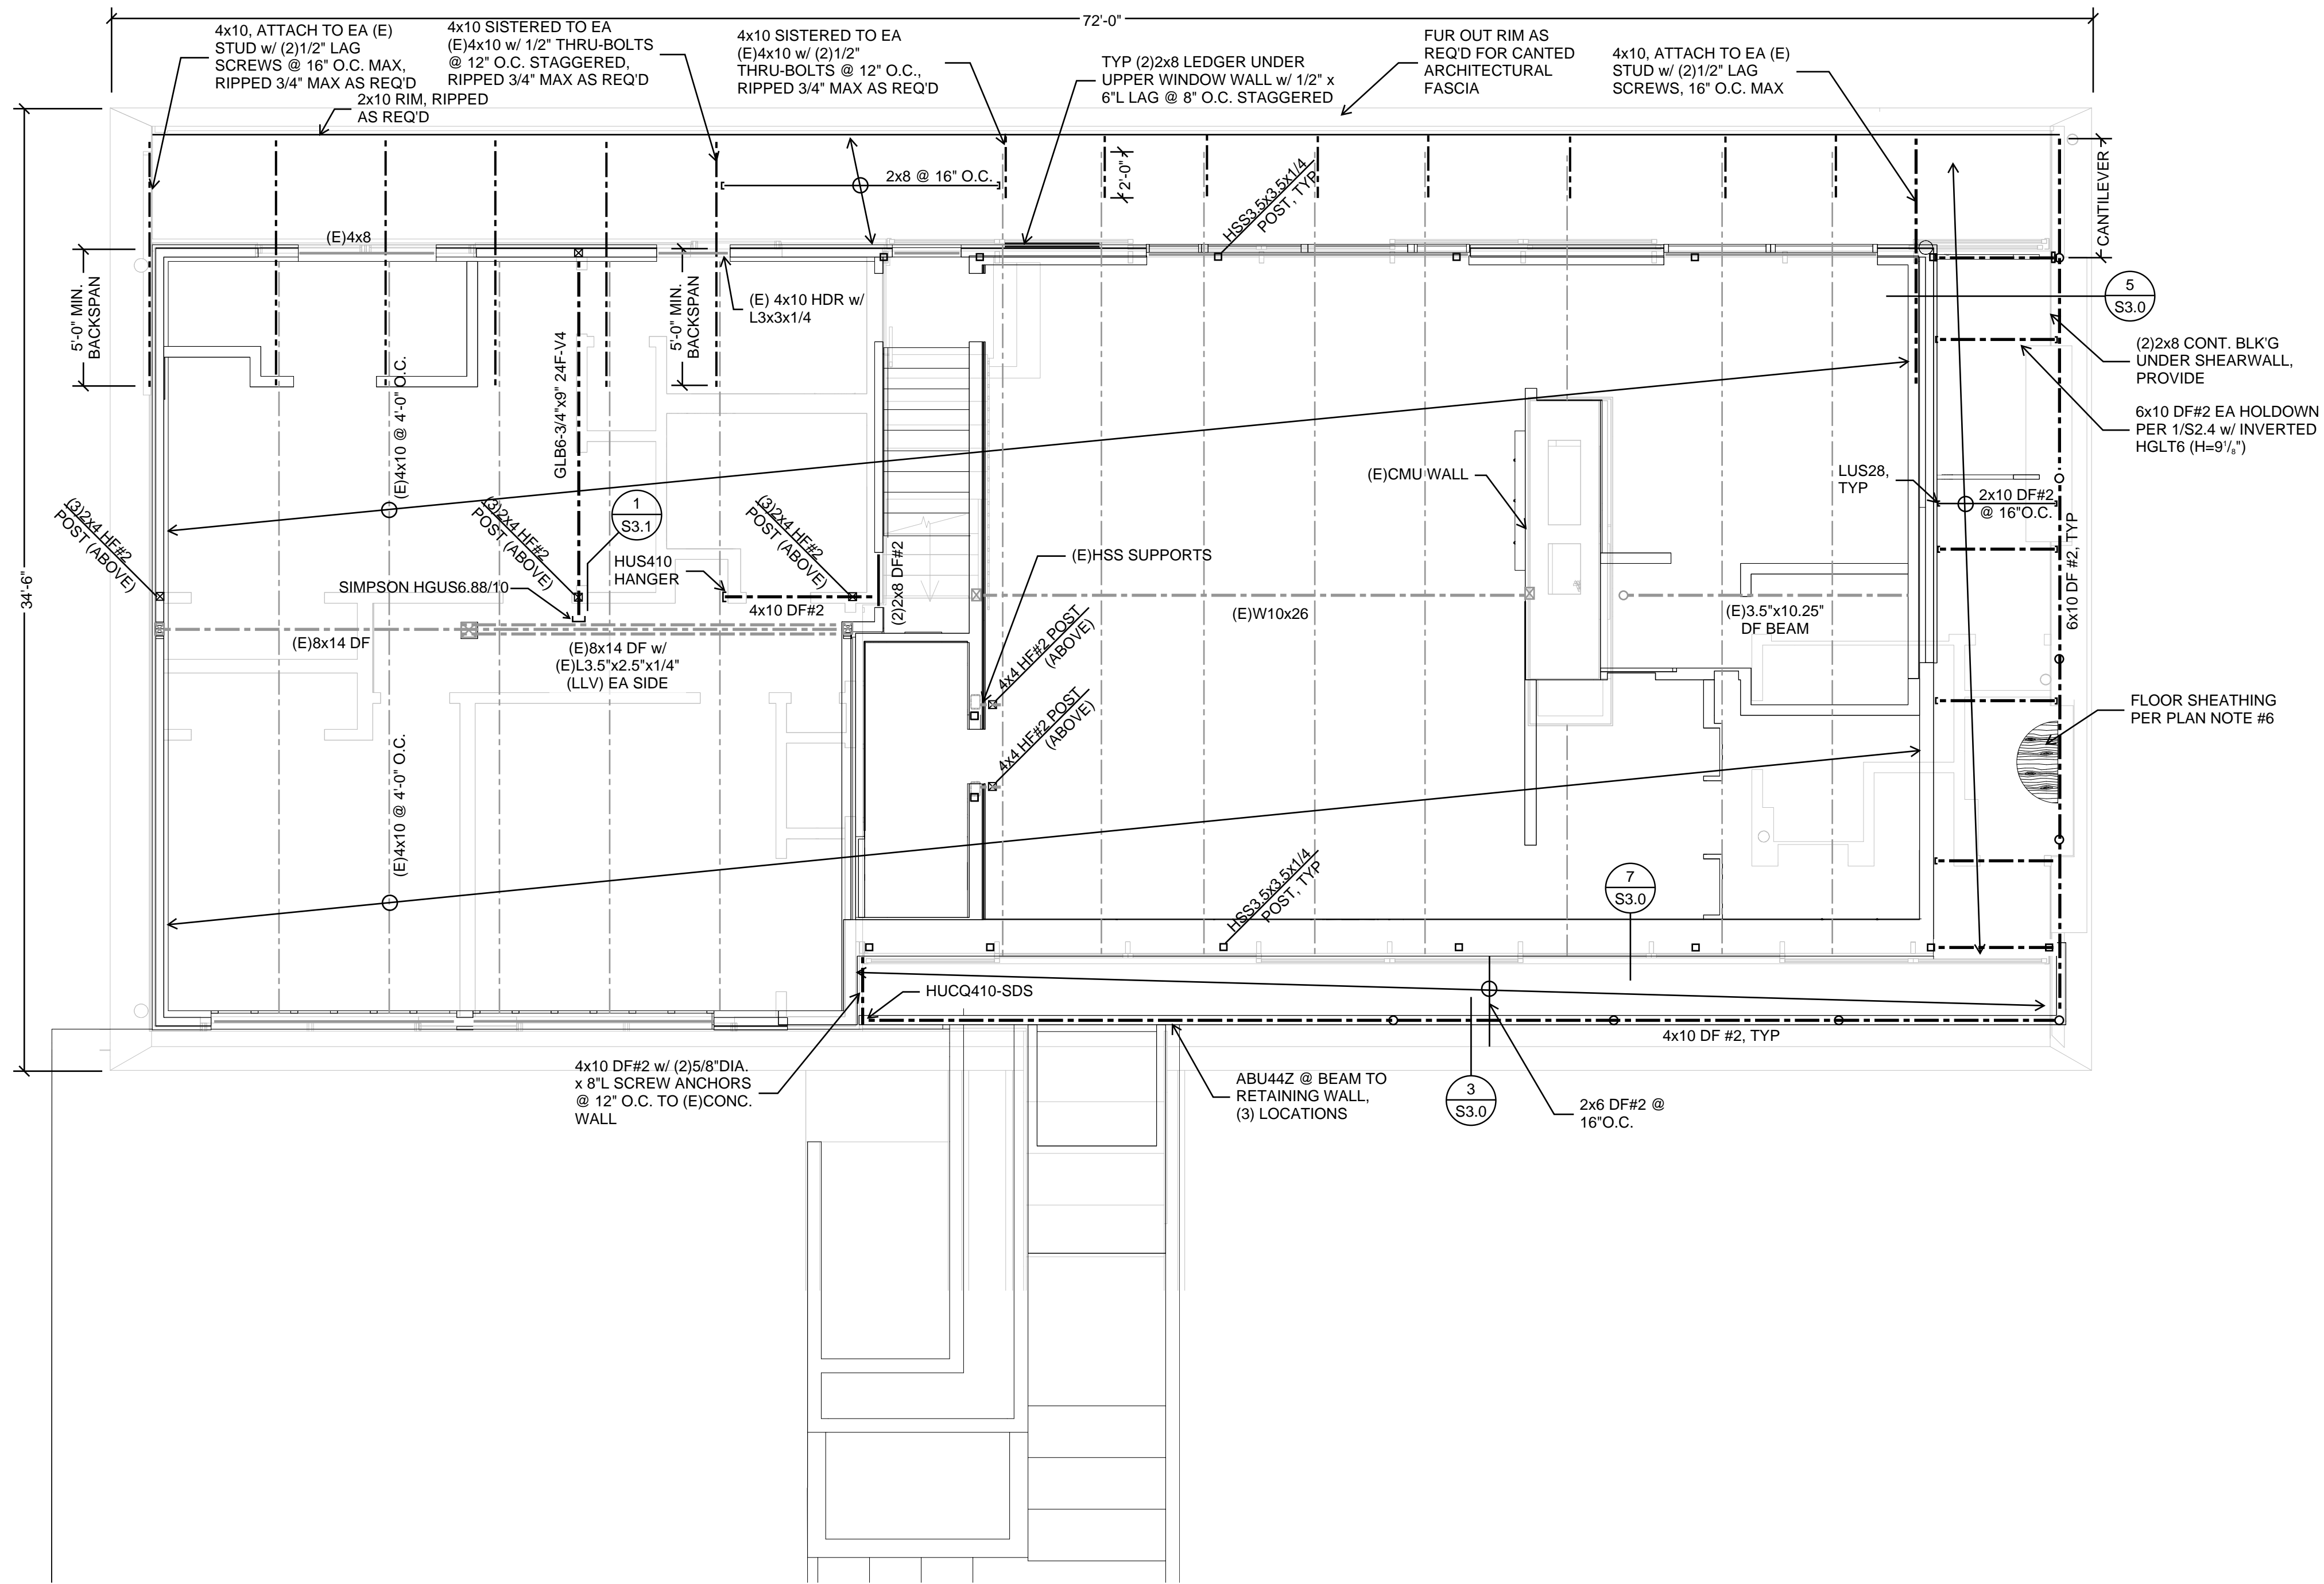 72'-0"
4x10, ATTACH TO EA (E)
STUD w/ (2)1/2" LAG
SCREWS @ 16" O.C. MAX,
RIPPED 3/4" MAX AS REQ'D
4x10 SISTERED TO EA
(E)4x10 w/ 1/2" THRU-BOLTS
@ 12" O.C. STAGGERED,
RIPPED 3/4" MAX AS REQ'D
4x10 SISTERED TO EA
(E)4x10 w/ (2)1/2"
THRU-BOLTS @ 12" O.C.,
RIPPED 3/4" MAX AS REQ'D
TYP (2)2x8 LEDGER UNDER
UPPER WINDOW WALL w/ 1/2" x
6"L LAG @ 8" O.C. STAGGERED
FUR OUT RIM AS
REQ'D FOR CANTED
ARCHITECTURAL
FASCIA
4x10, ATTACH TO EA (E)
STUD w/ (2)1/2" LAG
SCREWS, 16" O.C. MAX
2x10 RIM, RIPPED
AS REQ'D
2x8 @ 16" O.C.
2'-0"
HSS3.5x3.5x1/4
POST, TYP
CANTILEVER
(E)4x8
5'-0" MIN.
BACKSPAN
5'-0" MIN.
BACKSPAN
(E) 4x10 HDR w/
L3x3x1/4
5
S3.0
(2)2x8 CONT. BLK'G
UNDER SHEARWALL,
PROVIDE
6x10 DF#2 EA HOLDOWN
PER 1/S2.4 w/ INVERTED
HGLT6 (H=9⅛")
(E)4x10 @ 4'-0" O.C.
GLB6-3/4"x9" 24F-V4
(E)CMU WALL
LUS28,
TYP
2x10 DF#2
@ 16"O.C.
6x10 DF #2, TYP
(3)2x4 HF#2
POST (ABOVE)
(3)2x4 HF#2
POST (ABOVE)
1
S3.1
(3)2x4 HF#2
POST (ABOVE)
HUS410
HANGER
SIMPSON HGUS6.88/10
4x10 DF#2
(2)2x8 DF#2
(E)HSS SUPPORTS
34'-6"
(E)8x14 DF
(E)8x14 DF w/
(E)L3.5"x2.5"x1/4"
(LLV) EA SIDE
(E)W10x26
(E)3.5"x10.25"
DF BEAM
4x4 HF#2 POST
(ABOVE)
4x4 HF#2 POST
(ABOVE)
FLOOR SHEATHING
PER PLAN NOTE #6
(E)4x10 @ 4'-0" O.C.
HSS3.5x3.5x1/4
POST, TYP
7
S3.0
HUCQ410-SDS
4x10 DF #2, TYP
4x10 DF#2 w/ (2)5/8"DIA.
x 8"L SCREW ANCHORS
@ 12" O.C. TO (E)CONC.
WALL
ABU44Z @ BEAM TO
RETAINING WALL,
(3) LOCATIONS
3
S3.0
2x6 DF#2 @
16"O.C.